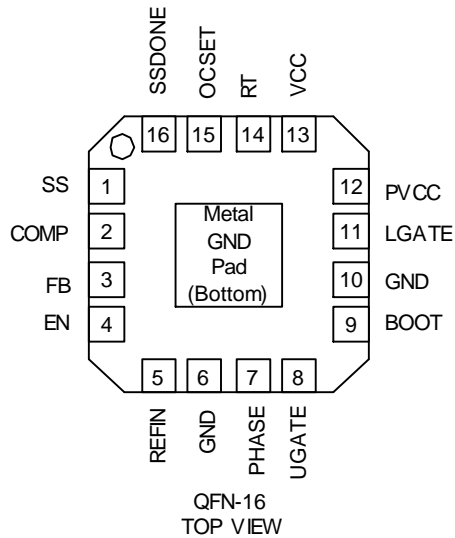 SSDONE
OCSET
RT
VCC
16
15
14
13
SS
1
12
PVCC
COMP
2
11
LGATE
FB
3
10
GND
EN
4
9
BOOT
Metal
GND
Pad
(Bottom)
5
6
7
8
REFIN
GND
PHASE
UGATE
QFN-16
TOP VIEW